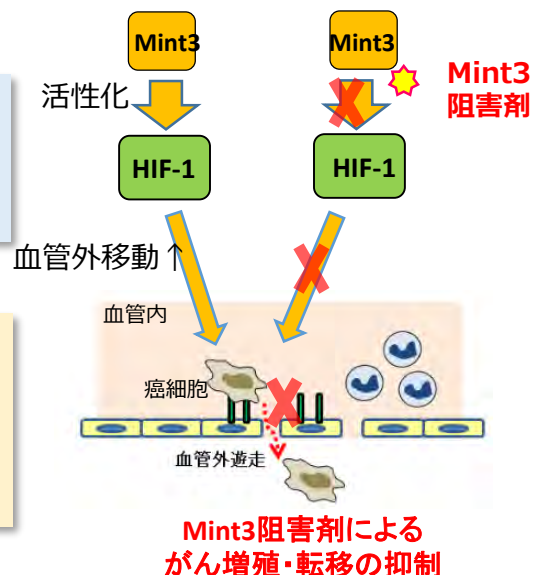 Mint3
Mint3
活性化
Mint3
阻害剤
HIF-1
HIF-1
血管外移動↑
血管内
癌細胞
血管外遊走
Mint3阻害剤による
がん増殖・転移の抑制